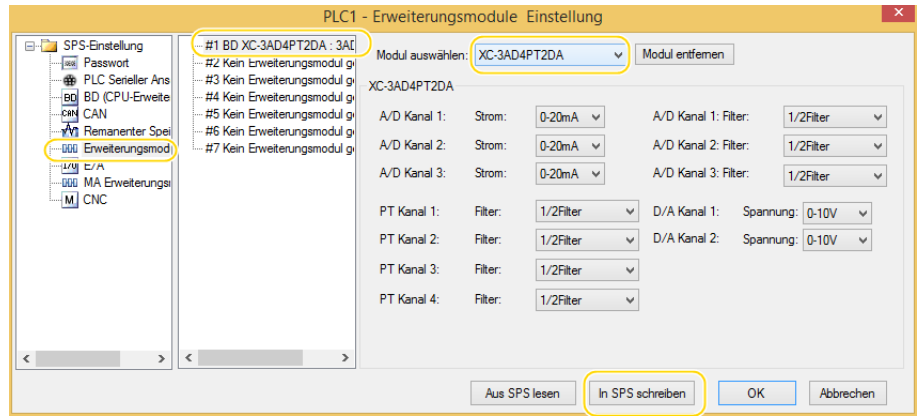 PLC1 - Erweiterungsmodule Einstellung
SPS-Einstellung
Passwort
PLC Serieller Ans
BD (CPU-Erweite
CAN
Remanenter Spei
Erweiterungsmod
E/A
MA Erweiterungs
CNC
#1 BD XC-3AD4PT2DA : 3AD
#2 Kein Erweiterungsmodul g
#3 Kein Erweiterungsmodul g
#4 Kein Erweiterungsmodul g
#5 Kein Erweiterungsmodul g
#6 Kein Erweiterungsmodul g
#7 Kein Erweiterungsmodul g
Modul auswählen: XC-3AD4PT2DA Modul entfernen
XC-3AD4PT2DA
A/D Kanal 1: Strom: 0-20mA A/D Kanal 1: Filter: 1/2Filter
A/D Kanal 2: Strom: 0-20mA A/D Kanal 2: Filter: 1/2Filter
A/D Kanal 3: Strom: 0-20mA A/D Kanal 3: Filter: 1/2Filter
PT Kanal 1: Filter: 1/2Filter D/A Kanal 1: Spannung: 0-10V
PT Kanal 2: Filter: 1/2Filter D/A Kanal 2: Spannung: 0-10V
PT Kanal 3: Filter: 1/2Filter
PT Kanal 4: Filter: 1/2Filter
Aus SPS lesen In SPS schreiben OK Abbrechen